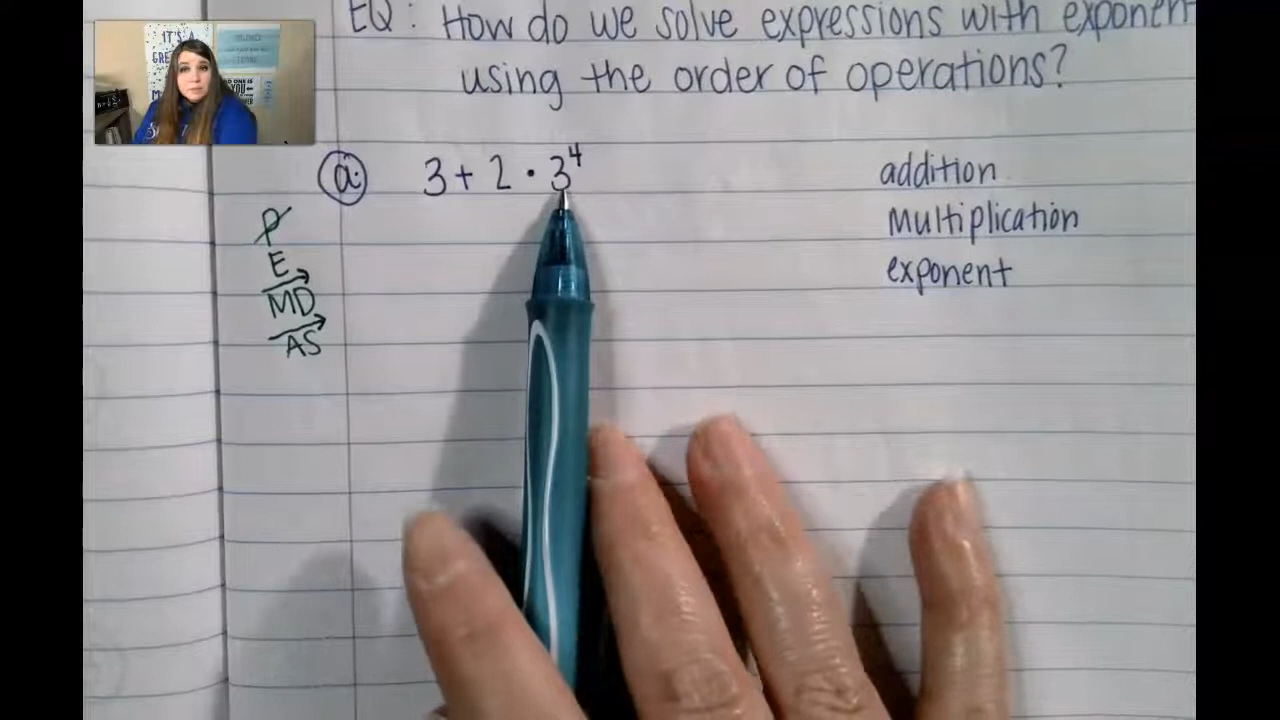 EQ: How do we solve expressions with exponen
using the order of operations?
a. 3 + 2 · 3⁴
P
E
MD
AS
addition
Multiplication
exponent
IT'S A